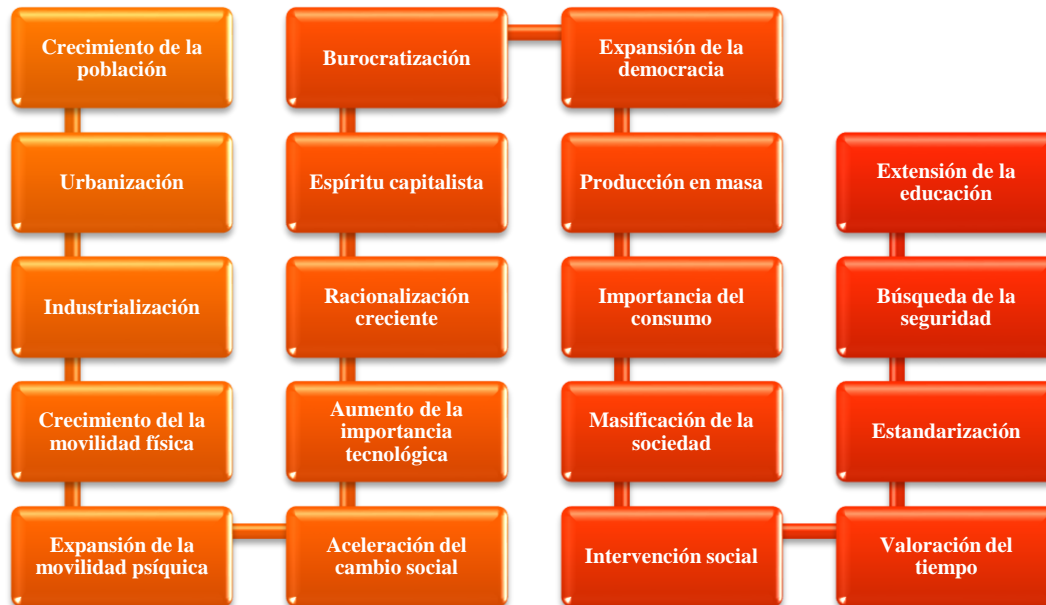 Crecimiento de la
población
Urbanización
Industrialización
Crecimiento del la
movilidad física
Expansión de la
movilidad psíquica
Aceleración del
cambio social
Aumento de la
importancia
tecnológica
Racionalización
creciente
Espíritu capitalista
Burocratización
Expansión de la
democracia
Producción en masa
Importancia del
consumo
Masificación de la
sociedad
Intervención social
Valoración del
tiempo
Estandarización
Búsqueda de la
seguridad
Extensión de la
educación